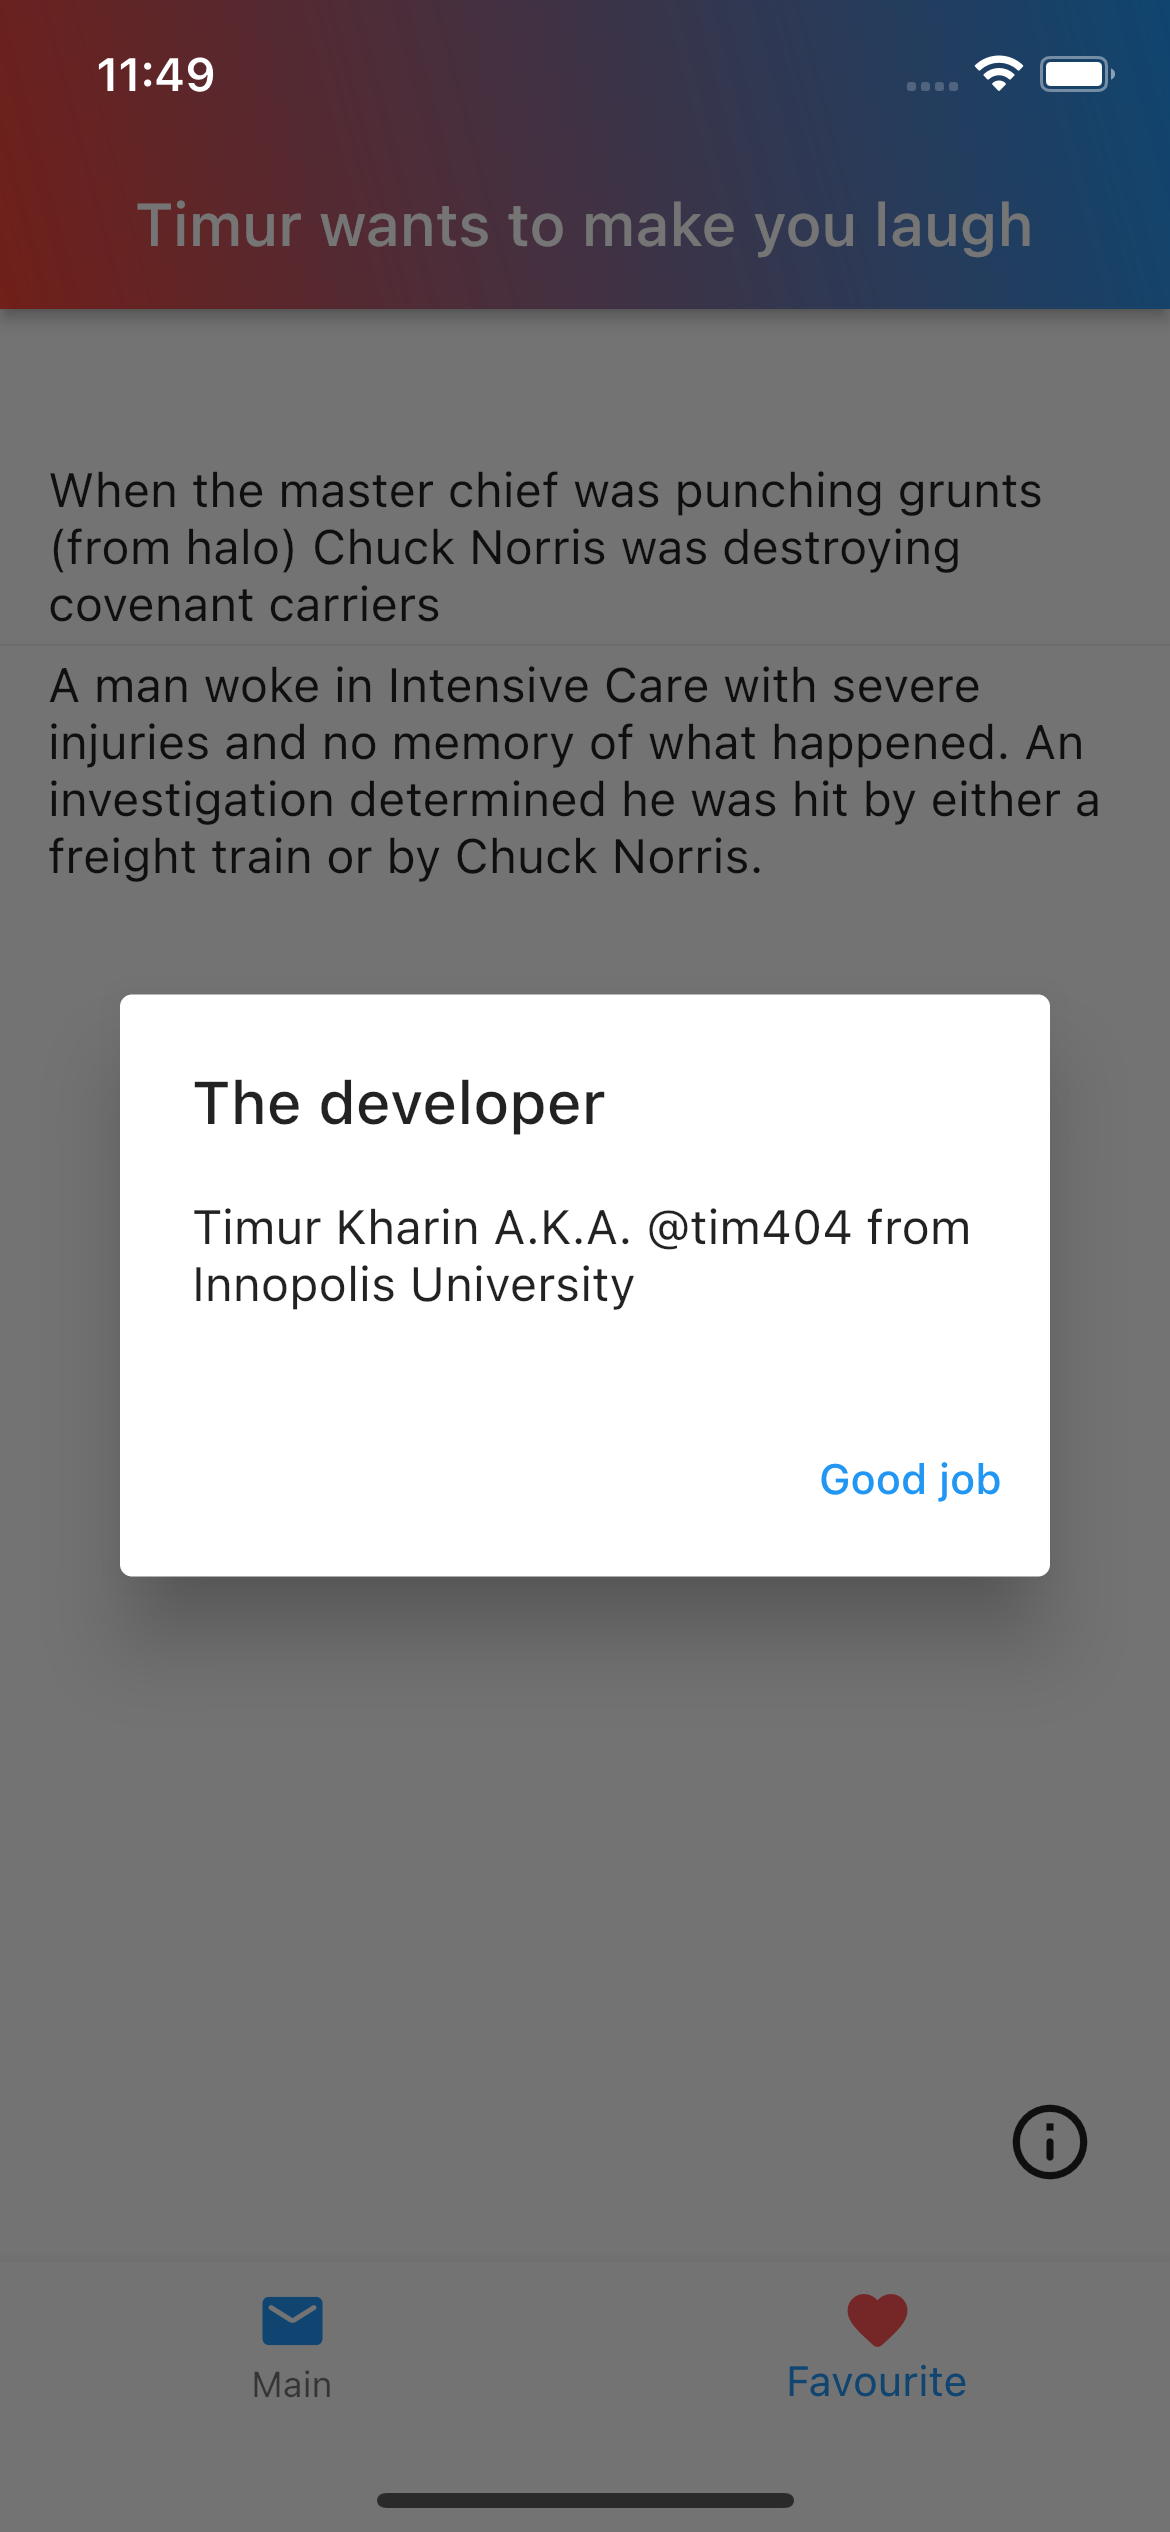 11:49
Timur wants to make you laugh
When the master chief was punching grunts
(from halo) Chuck Norris was destroying
covenant carriers
A man woke in Intensive Care with severe
injuries and no memory of what happened. An
investigation determined he was hit by either a
freight train or by Chuck Norris.
The developer
Timur Kharin A.K.A. @tim404 from
Innopolis University
Good job
Main
Favourite